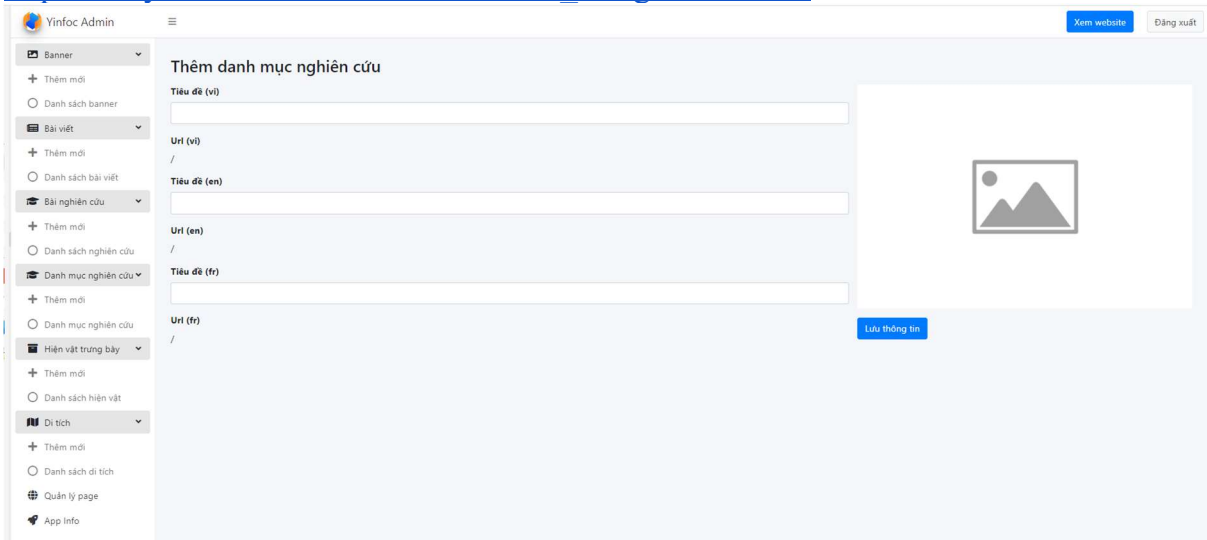 Yinfoc Admin
Xem website
Đăng xuất
Banner
Thêm mới
Danh sách banner
Bài viết
Thêm mới
Danh sách bài viết
Bài nghiên cứu
Thêm mới
Danh sách nghiên cứu
Danh mục nghiên cứu
Thêm mới
Danh mục nghiên cứu
Hiện vật trưng bày
Thêm mới
Danh sách hiện vật
Di tích
Thêm mới
Danh sách di tích
Quản lý page
App Info
Thêm danh mục nghiên cứu
Tiêu đề (vi)
Url (vi)
/
Tiêu đề (en)
Url (en)
/
Tiêu đề (fr)
Url (fr)
/
Lưu thông tin